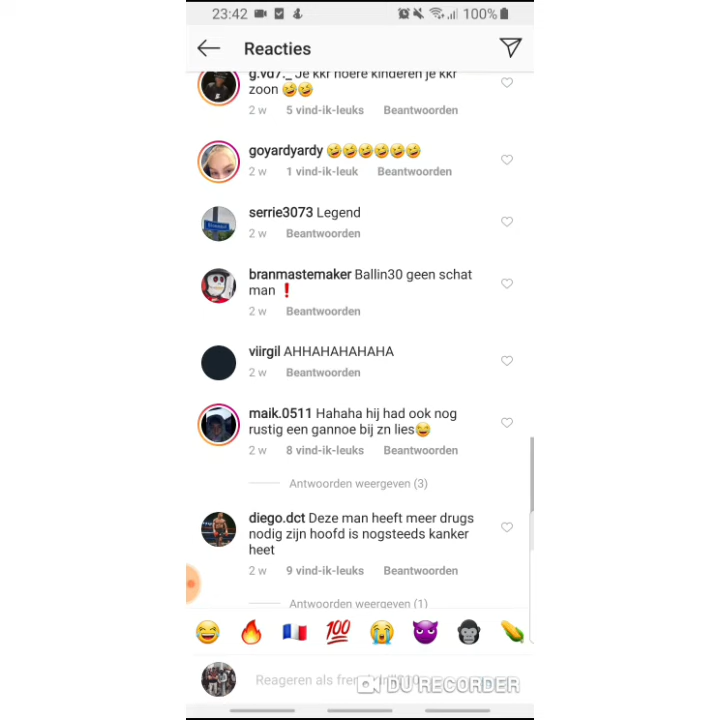 23:42 100%
Reacties
g.vd7._ Je kkr hoere kinderen je kkr
zoon 🤣🤣
2 w 5 vind-ik-leuks Beantwoorden
goyardyardy 🤣🤣🤣🤣🤣🤣
2 w 1 vind-ik-leuk Beantwoorden
serrie3073 Legend
2 w Beantwoorden
branmastemaker Ballin30 geen schat
man ❗
2 w Beantwoorden
viirgil AHHAHAHAHAHA
2 w Beantwoorden
maik.0511 Hahaha hij had ook nog
rustig een gannoe bij zn lies😂
2 w 8 vind-ik-leuks Beantwoorden
Antwoorden weergeven (3)
diego.dct Deze man heeft meer drugs
nodig zijn hoofd is nogsteeds kanker
heet
2 w 9 vind-ik-leuks Beantwoorden
Antwoorden weergeven (1)
😂 🔥 🇫🇷 💯 😭 😈 🦍 🌽
Reageren als
DU RECORDER